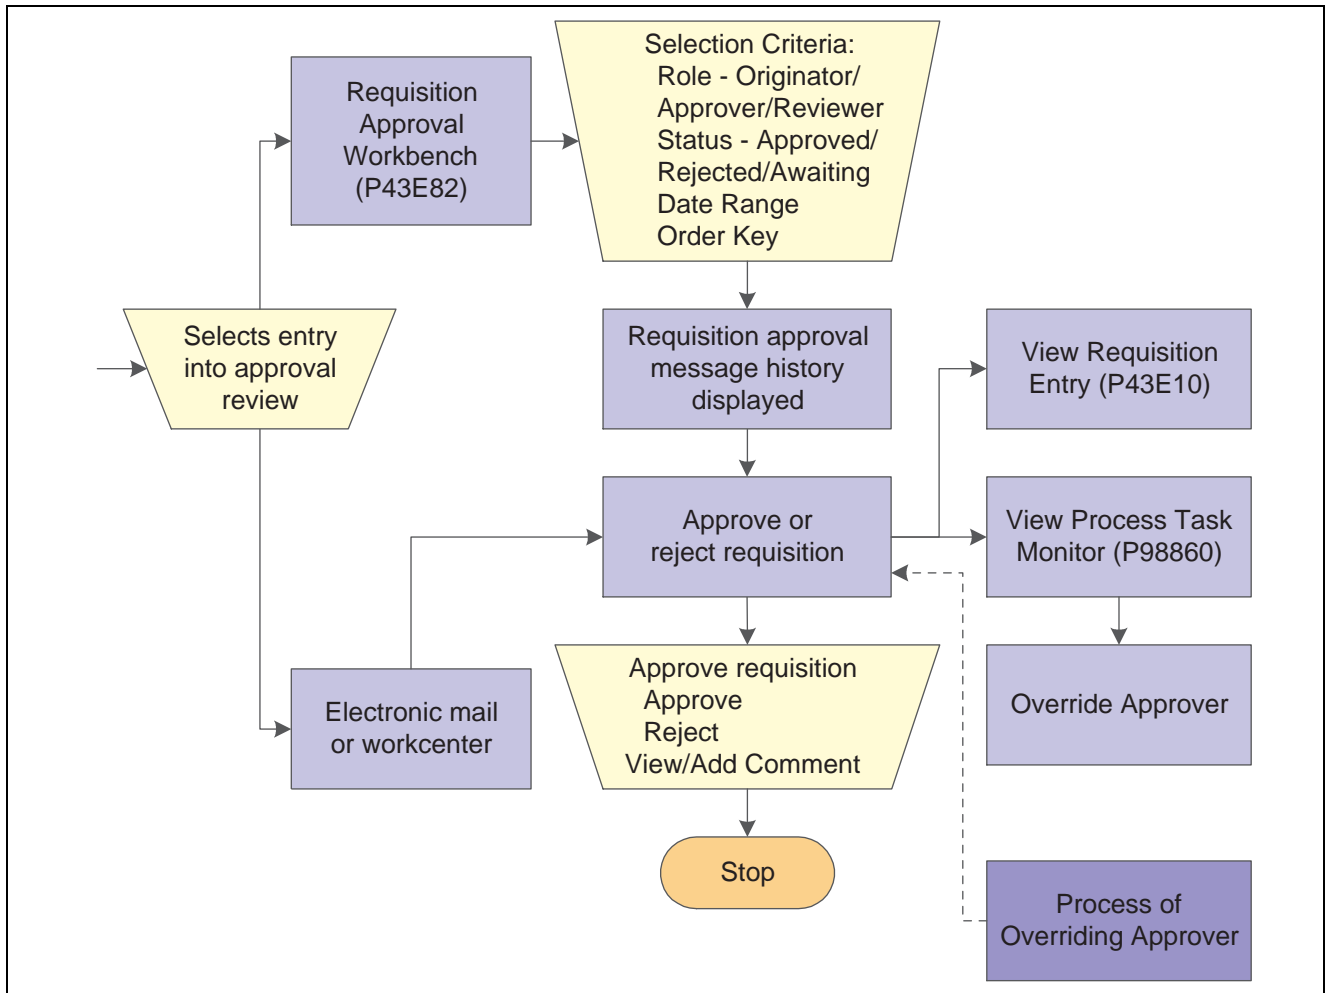 Requisition
Approval
Workbench
(P43E82)
Selection Criteria:
Role - Originator/
Approver/Reviewer
Status - Approved/
Rejected/Awaiting
Date Range
Order Key
Selects entry
into approval
review
Requisition approval
message history
displayed
View Requisition
Entry (P43E10)
Approve or
reject requisition
View Process Task
Monitor (P98860)
Electronic mail
or workcenter
Approve requisition
Approve
Reject
View/Add Comment
Override Approver
Stop
Process of
Overriding Approver